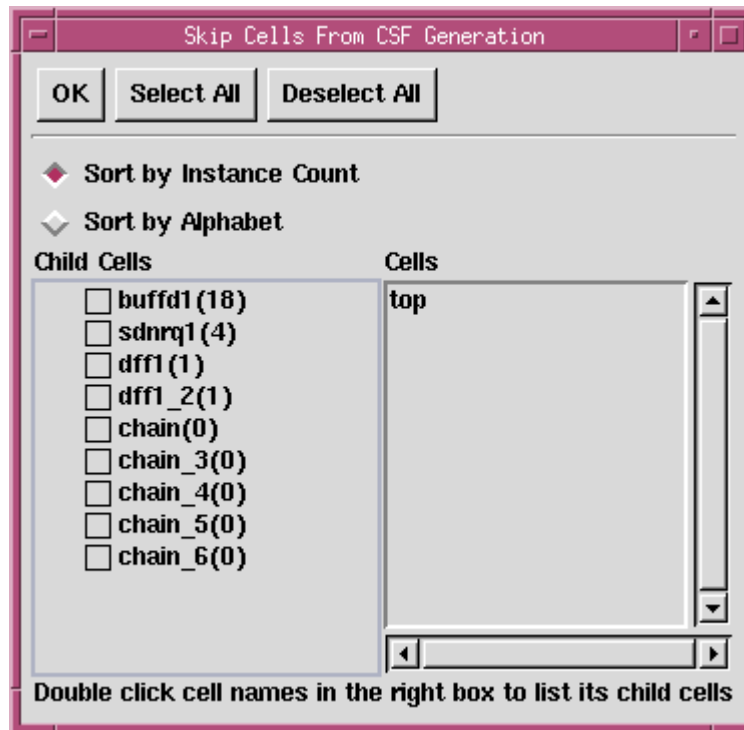 Skip Cells From CSF Generation
OK Select All Deselect All
Sort by Instance Count
Sort by Alphabet
Child Cells Cells
buffd1(18) top
sdnrq1(4)
dff1(1)
dff1_2(1)
chain(0)
chain_3(0)
chain_4(0)
chain_5(0)
chain_6(0)
Double click cell names in the right box to list its child cells